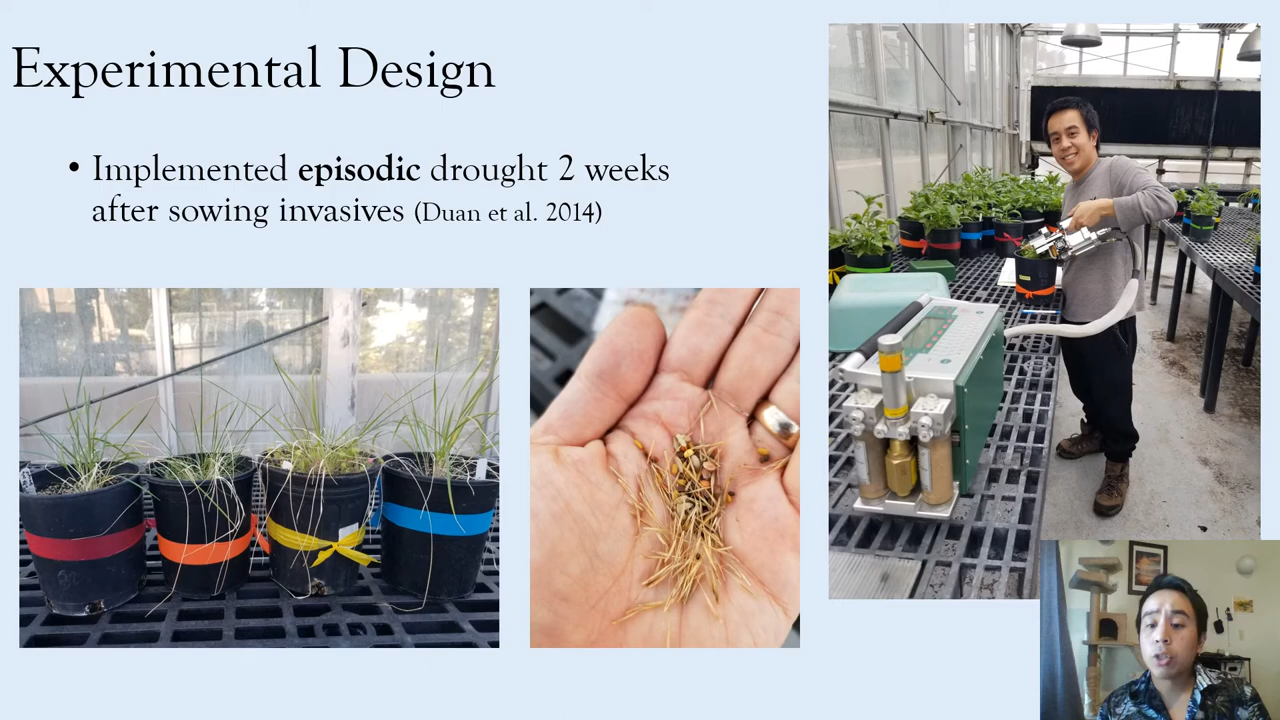 Experimental Design
• Implemented episodic drought 2 weeks
after sowing invasives (Duan et al. 2014)